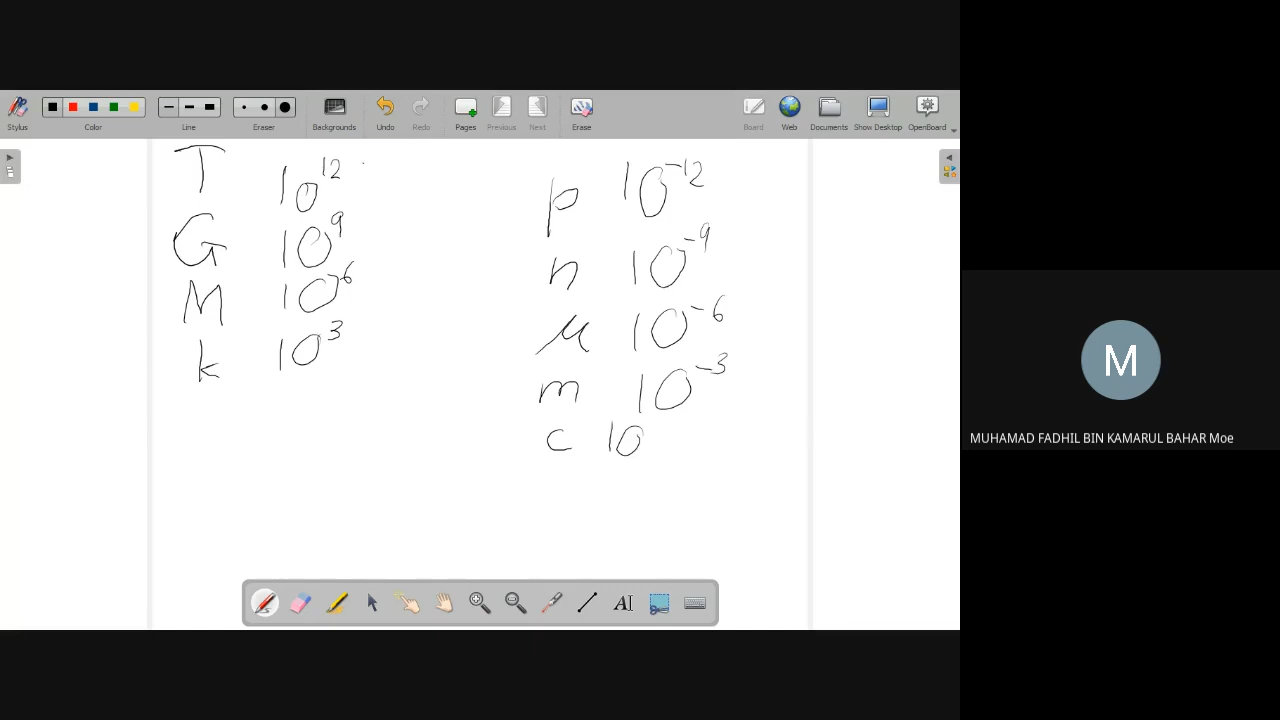 Stylus
Color
Line
Eraser
Backgrounds
Undo
Redo
Pages
Previous
Next
Erase
Board
Web
Documents
Show Desktop
OpenBoard
T 10^12
G 10^9
M 10^6
k 10^3
p 10^-12
n 10^-9
μ 10^-6
m 10^-3
c 10
AI
M
MUHAMAD FADHIL BIN KAMARUL BAHAR Moe